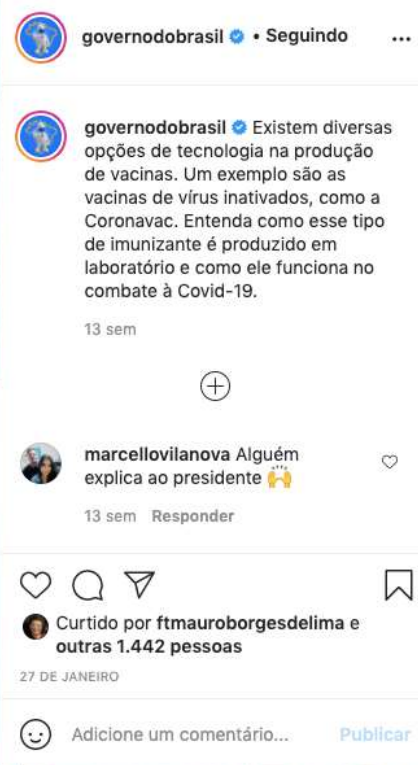 governodobrasil • Seguindo ...
governodobrasil Existem diversas
opções de tecnologia na produção
de vacinas. Um exemplo são as
vacinas de vírus inativados, como a
Coronavac. Entenda como esse tipo
de imunizante é produzido em
laboratório e como ele funciona no
combate à Covid-19.
13 sem
marcellovilanova Alguém
explica ao presidente 🙌
13 sem Responder
Curtido por ftmauroborgesdelima e
outras 1.442 pessoas
27 DE JANEIRO
Adicione um comentário... Publicar